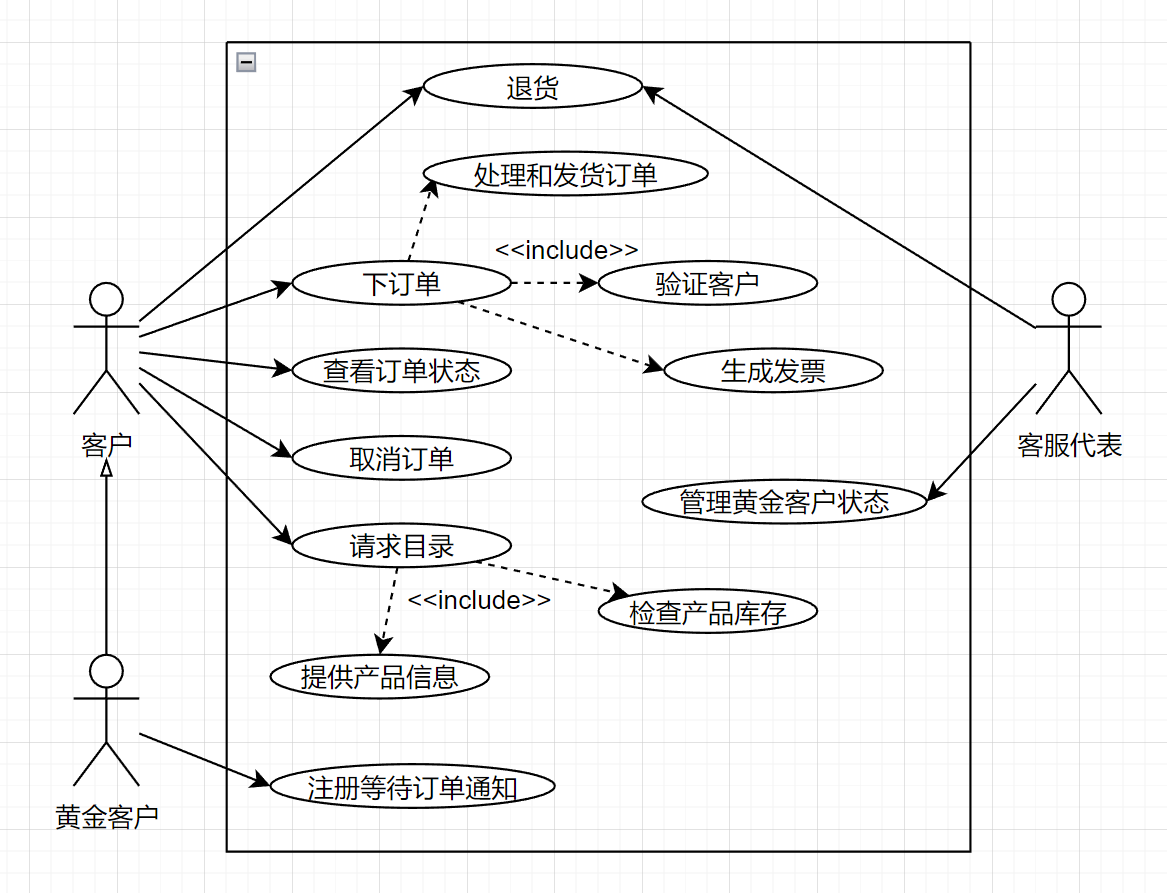 退货
处理和发货订单
<<include>>
下订单
验证客户
查看订单状态
生成发票
客户
取消订单
客服代表
管理黄金客户状态
请求目录
<<include>>
检查产品库存
提供产品信息
注册等待订单通知
黄金客户